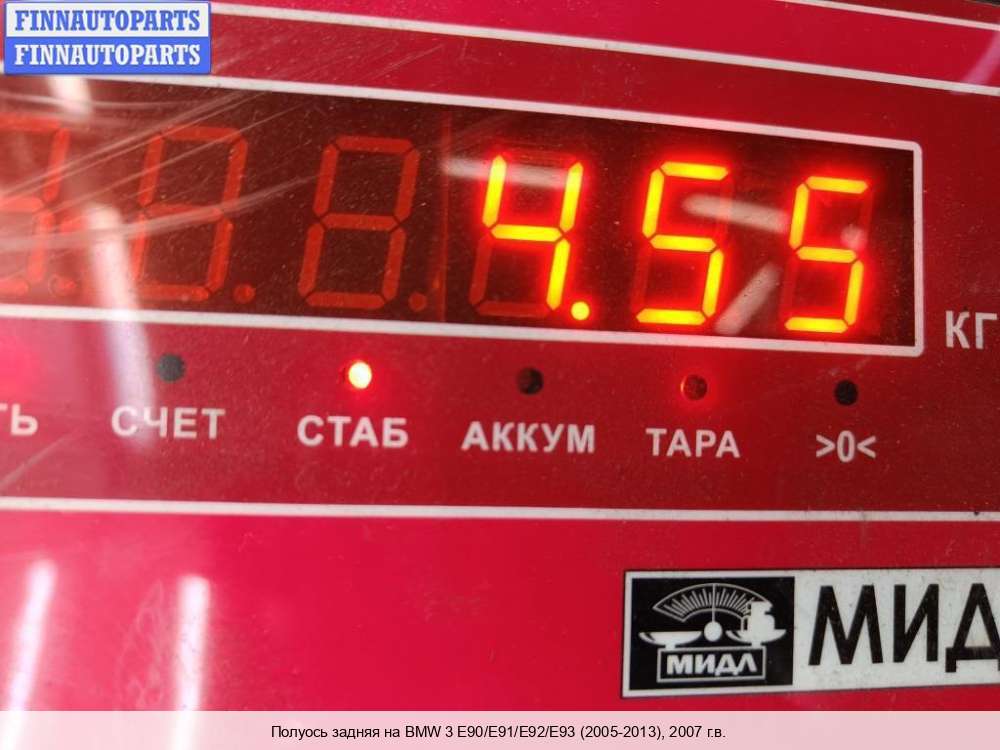 FINNAUTOPARTS
FINNAUTOPARTS
4.55
КГ
ТЬ
СЧЕТ
СТАБ
АККУМ
ТАРА
>0<
МИДЛ
МИД
Полуось задняя на BMW 3 E90/E91/E92/E93 (2005-2013), 2007 г.в.